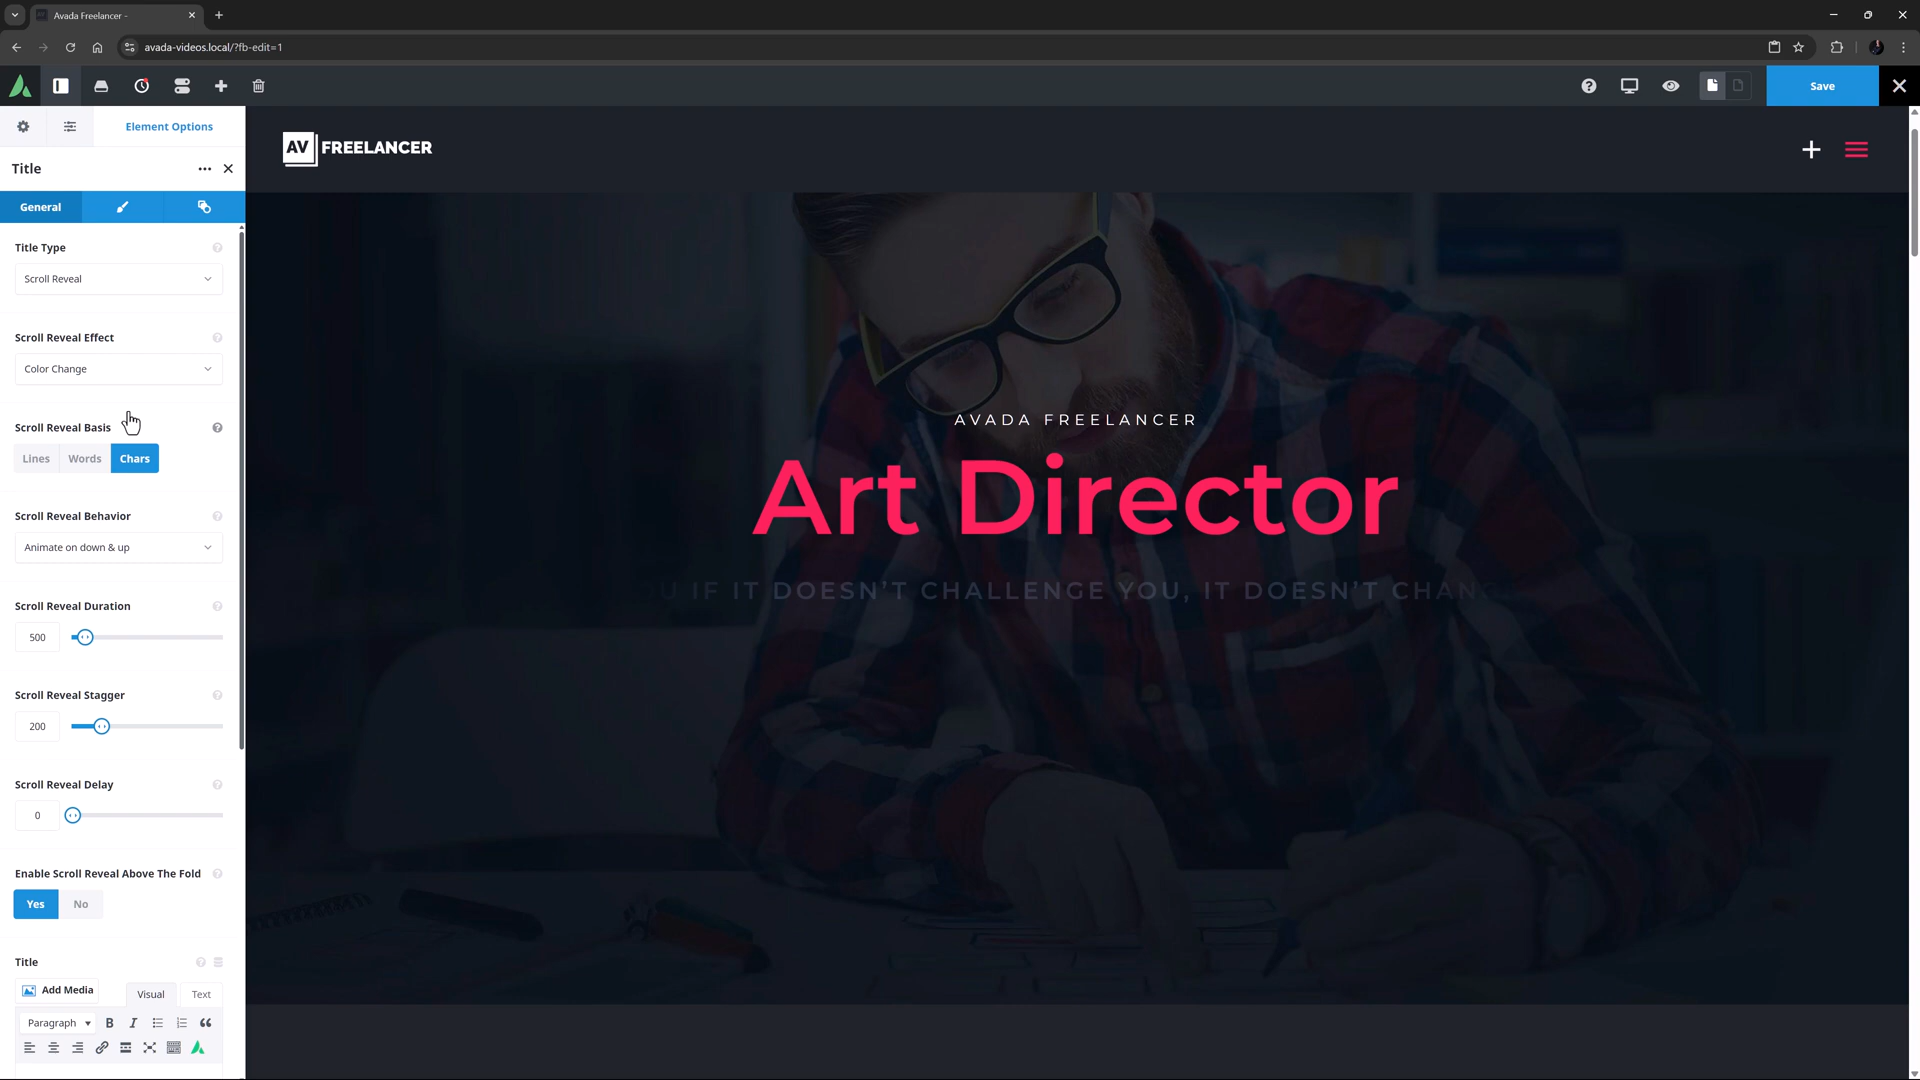 Avada Freelancer -
avada-videos.local/?fb-edit=1
Save
Element Options
Title
General
Title Type
Scroll Reveal
Scroll Reveal Effect
Color Change
Scroll Reveal Basis
Lines Words Chars
Scroll Reveal Behavior
Animate on down & up
Scroll Reveal Duration
500
Scroll Reveal Stagger
200
Scroll Reveal Delay
0
Enable Scroll Reveal Above The Fold
Yes No
Title
Add Media
Visual Text
Paragraph
AV FREELANCER
AVADA FREELANCER
Art Director
U IF IT DOESN'T CHALLENGE YOU, IT DOESN'T CHANG